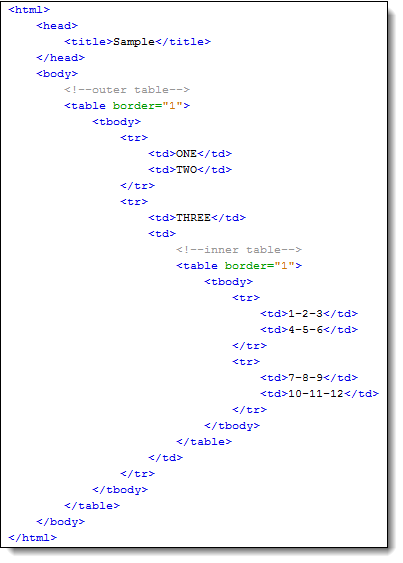 <html>
<head>
<title>Sample</title>
</head>
<body>
<!--outer table-->
<table border="1">
<tbody>
<tr>
<td>ONE</td>
<td>TWO</td>
</tr>
<tr>
<td>THREE</td>
<td>
<!--inner table-->
<table border="1">
<tbody>
<tr>
<td>1-2-3</td>
<td>4-5-6</td>
</tr>
<tr>
<td>7-8-9</td>
<td>10-11-12</td>
</tr>
</tbody>
</table>
</td>
</tr>
</tbody>
</table>
</body>
</html>